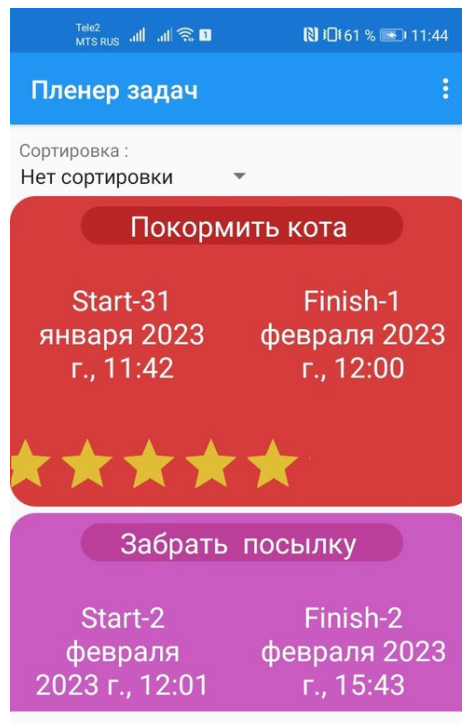 Tele2
MTS RUS 1 61 % 11:44
Пленер задач
Сортировка :
Нет сортировки
Покормить кота
Start-31
января 2023
г., 11:42
Finish-1
февраля 2023
г., 12:00
Забрать посылку
Start-2
февраля
2023 г., 12:01
Finish-2
февраля 2023
г., 15:43